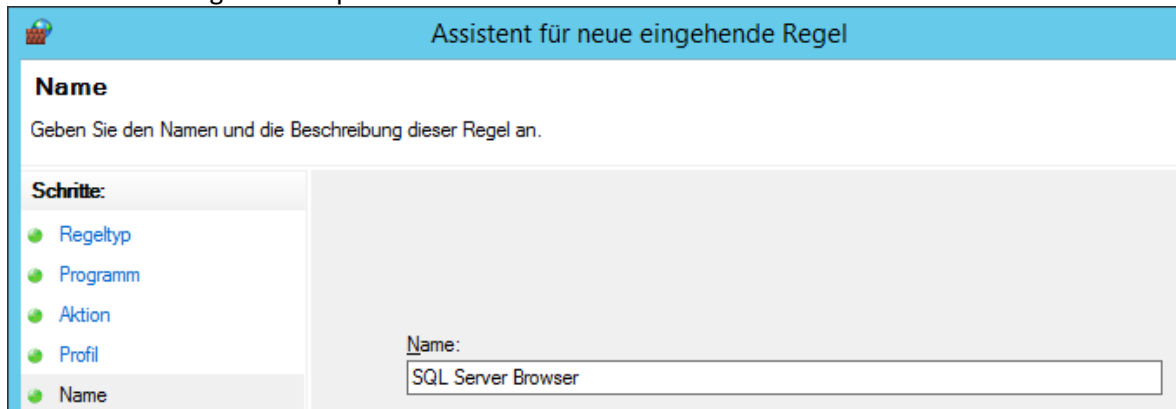 Assistent für neue eingehende Regel
Name
Geben Sie den Namen und die Beschreibung dieser Regel an.
Schritte:
Regeltyp
Programm
Aktion
Profil
Name
Name:
SQL Server Browser